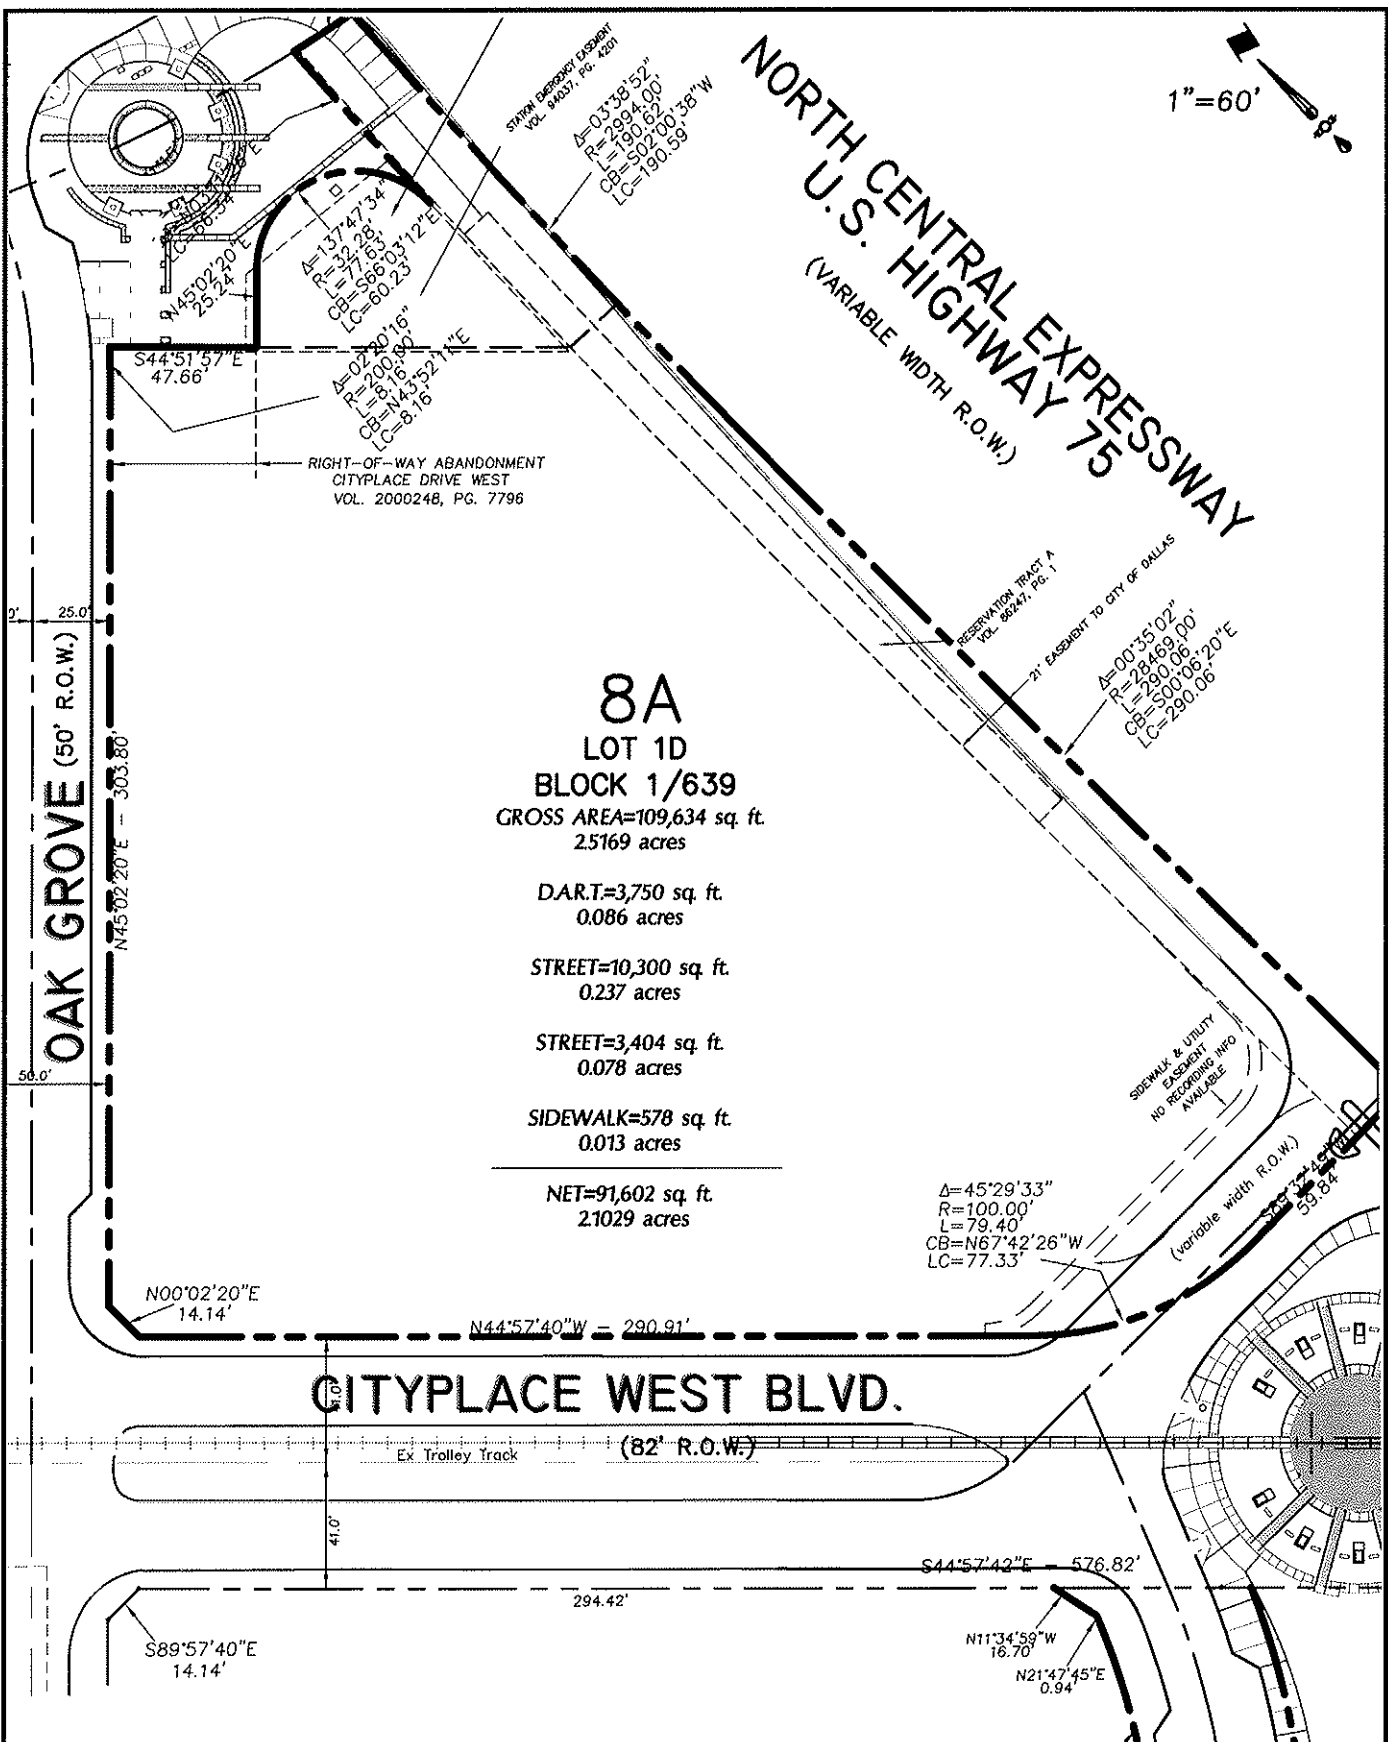 1"=60'
NORTH CENTRAL EXPRESSWAY
U.S. HIGHWAY 75
(VARIABLE WIDTH R.O.W.)
STATION EMERGENCY EASEMENT
VOL. 94037, PG. 4201
Δ=03°38'52"
R=2994.00'
L=190.62'
CB=S02°00'38"W
LC=190.59'
N45°02'20"E
25.24'
Δ=137°47'34"
R=32.28'
L=77.63'
CB=S66°03'12"E
LC=60.23'
S44°51'57"E
47.66'
Δ=02°20'16"
R=200.00'
L=8.16'
CB=N43°52'11"E
LC=8.16'
RIGHT-OF-WAY ABANDONMENT
CITYPLACE DRIVE WEST
VOL. 2000248, PG. 7796
RESERVATION TRACT A
VOL. 86247, PG. 1
21' EASEMENT TO CITY OF DALLAS
Δ=00°35'02"
R=28469.00'
L=290.06'
CB=S00°06'20"E
LC=290.06'
25.0'
OAK GROVE (50' R.O.W.)
N45°02'20"E - 303.80'
50.0'
8A
LOT 1D
BLOCK 1/639
GROSS AREA=109,634 sq. ft.
2.5169 acres
D.A.R.T.=3,750 sq. ft.
0.086 acres
STREET=10,300 sq. ft.
0.237 acres
STREET=3,404 sq. ft.
0.078 acres
SIDEWALK=578 sq. ft.
0.013 acres
NET=91,602 sq. ft.
2.1029 acres
SIDEWALK & UTILITY
EASEMENT
NO RECORDING INFO
AVAILABLE
(variable width R.O.W.)
59.84'
Δ=45°29'33"
R=100.00'
L=79.40'
CB=N67°42'26"W
LC=77.33'
N00°02'20"E
14.14'
N44°57'40"W - 290.91'
CITYPLACE WEST BLVD.
(82' R.O.W.)
Ex Trolley Track
41.0'
S44°57'42"E - 576.82'
294.42'
S89°57'40"E
14.14'
N11°34'59"W
16.70'
N21°47'45"E
0.94'